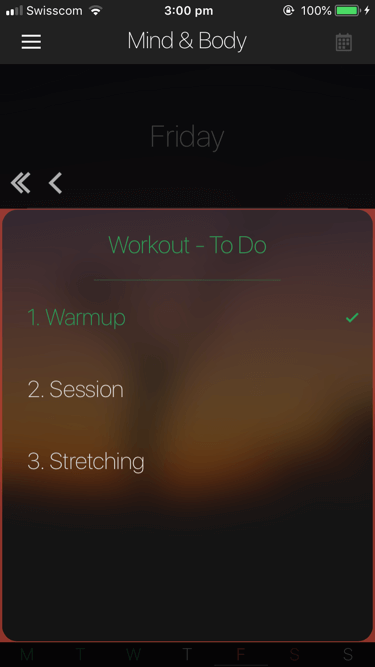 Swisscom 3:00 pm 100%
Mind & Body
Friday
Workout - To Do
1. Warmup
2. Session
3. Stretching
M T W T F S S